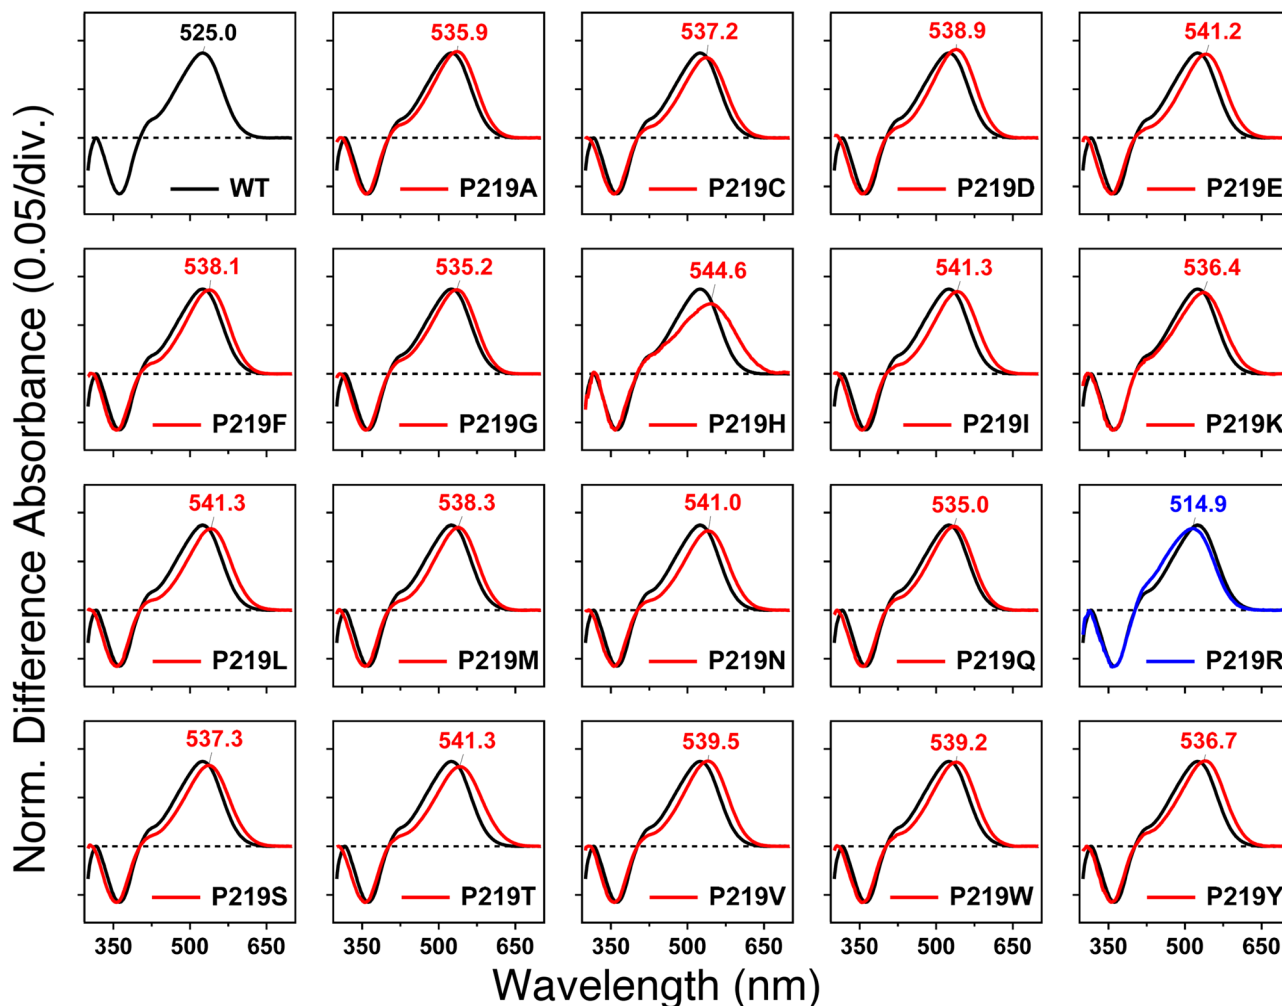 Norm. Difference Absorbance (0.05/div.)
525.0
WT
535.9
P219A
537.2
P219C
538.9
P219D
541.2
P219E
538.1
P219F
535.2
P219G
544.6
P219H
541.3
P219I
536.4
P219K
541.3
P219L
538.3
P219M
541.0
P219N
535.0
P219Q
514.9
P219R
537.3
P219S
541.3
P219T
539.5
P219V
539.2
P219W
536.7
P219Y
350 500 650 350 500 650 350 500 650 350 500 650 350 500 650
Wavelength (nm)